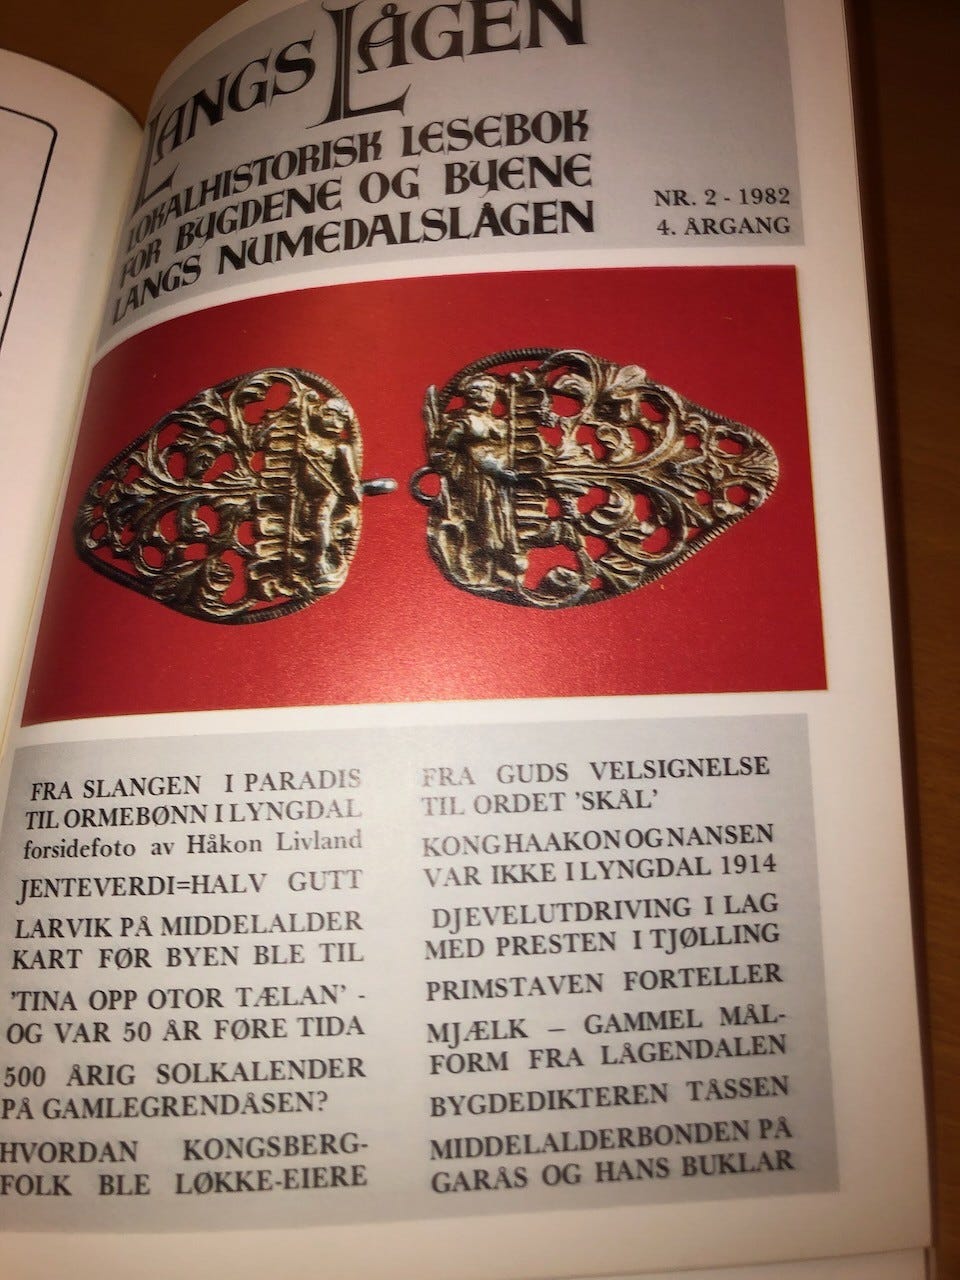 LANGS LÅGEN
LOKALHISTORISK LESEBOK
FOR BYGDENE OG BYENE
LANGS NUMEDALSLÅGEN
NR. 2 - 1982
4. ÅRGANG
FRA SLANGEN I PARADIS
TIL ORMEBØNN I LYNGDAL
forsidefoto av Håkon Livland
JENTEVERDI=HALV GUTT
LARVIK PÅ MIDDELALDER
KART FØR BYEN BLE TIL
'TINA OPP OTOR TÆLAN' -
OG VAR 50 ÅR FØRE TIDA
500 ÅRIG SOLKALENDER
PÅ GAMLEGRENDÅSEN?
HVORDAN KONGSBERG-
FOLK BLE LØKKE-EIERE
FRA GUDS VELSIGNELSE
TIL ORDET 'SKÅL'
KONG HAAKON OG NANSEN
VAR IKKE I LYNGDAL 1914
DJEVELUTDRIVING I LAG
MED PRESTEN I TJØLLING
PRIMSTAVEN FORTELLER
MJÆLK – GAMMEL MÅL-
FORM FRA LÅGENDALEN
BYGDEDIKTEREN TÅSSEN
MIDDELALDERBONDEN PÅ
GARÅS OG HANS BUKLAR